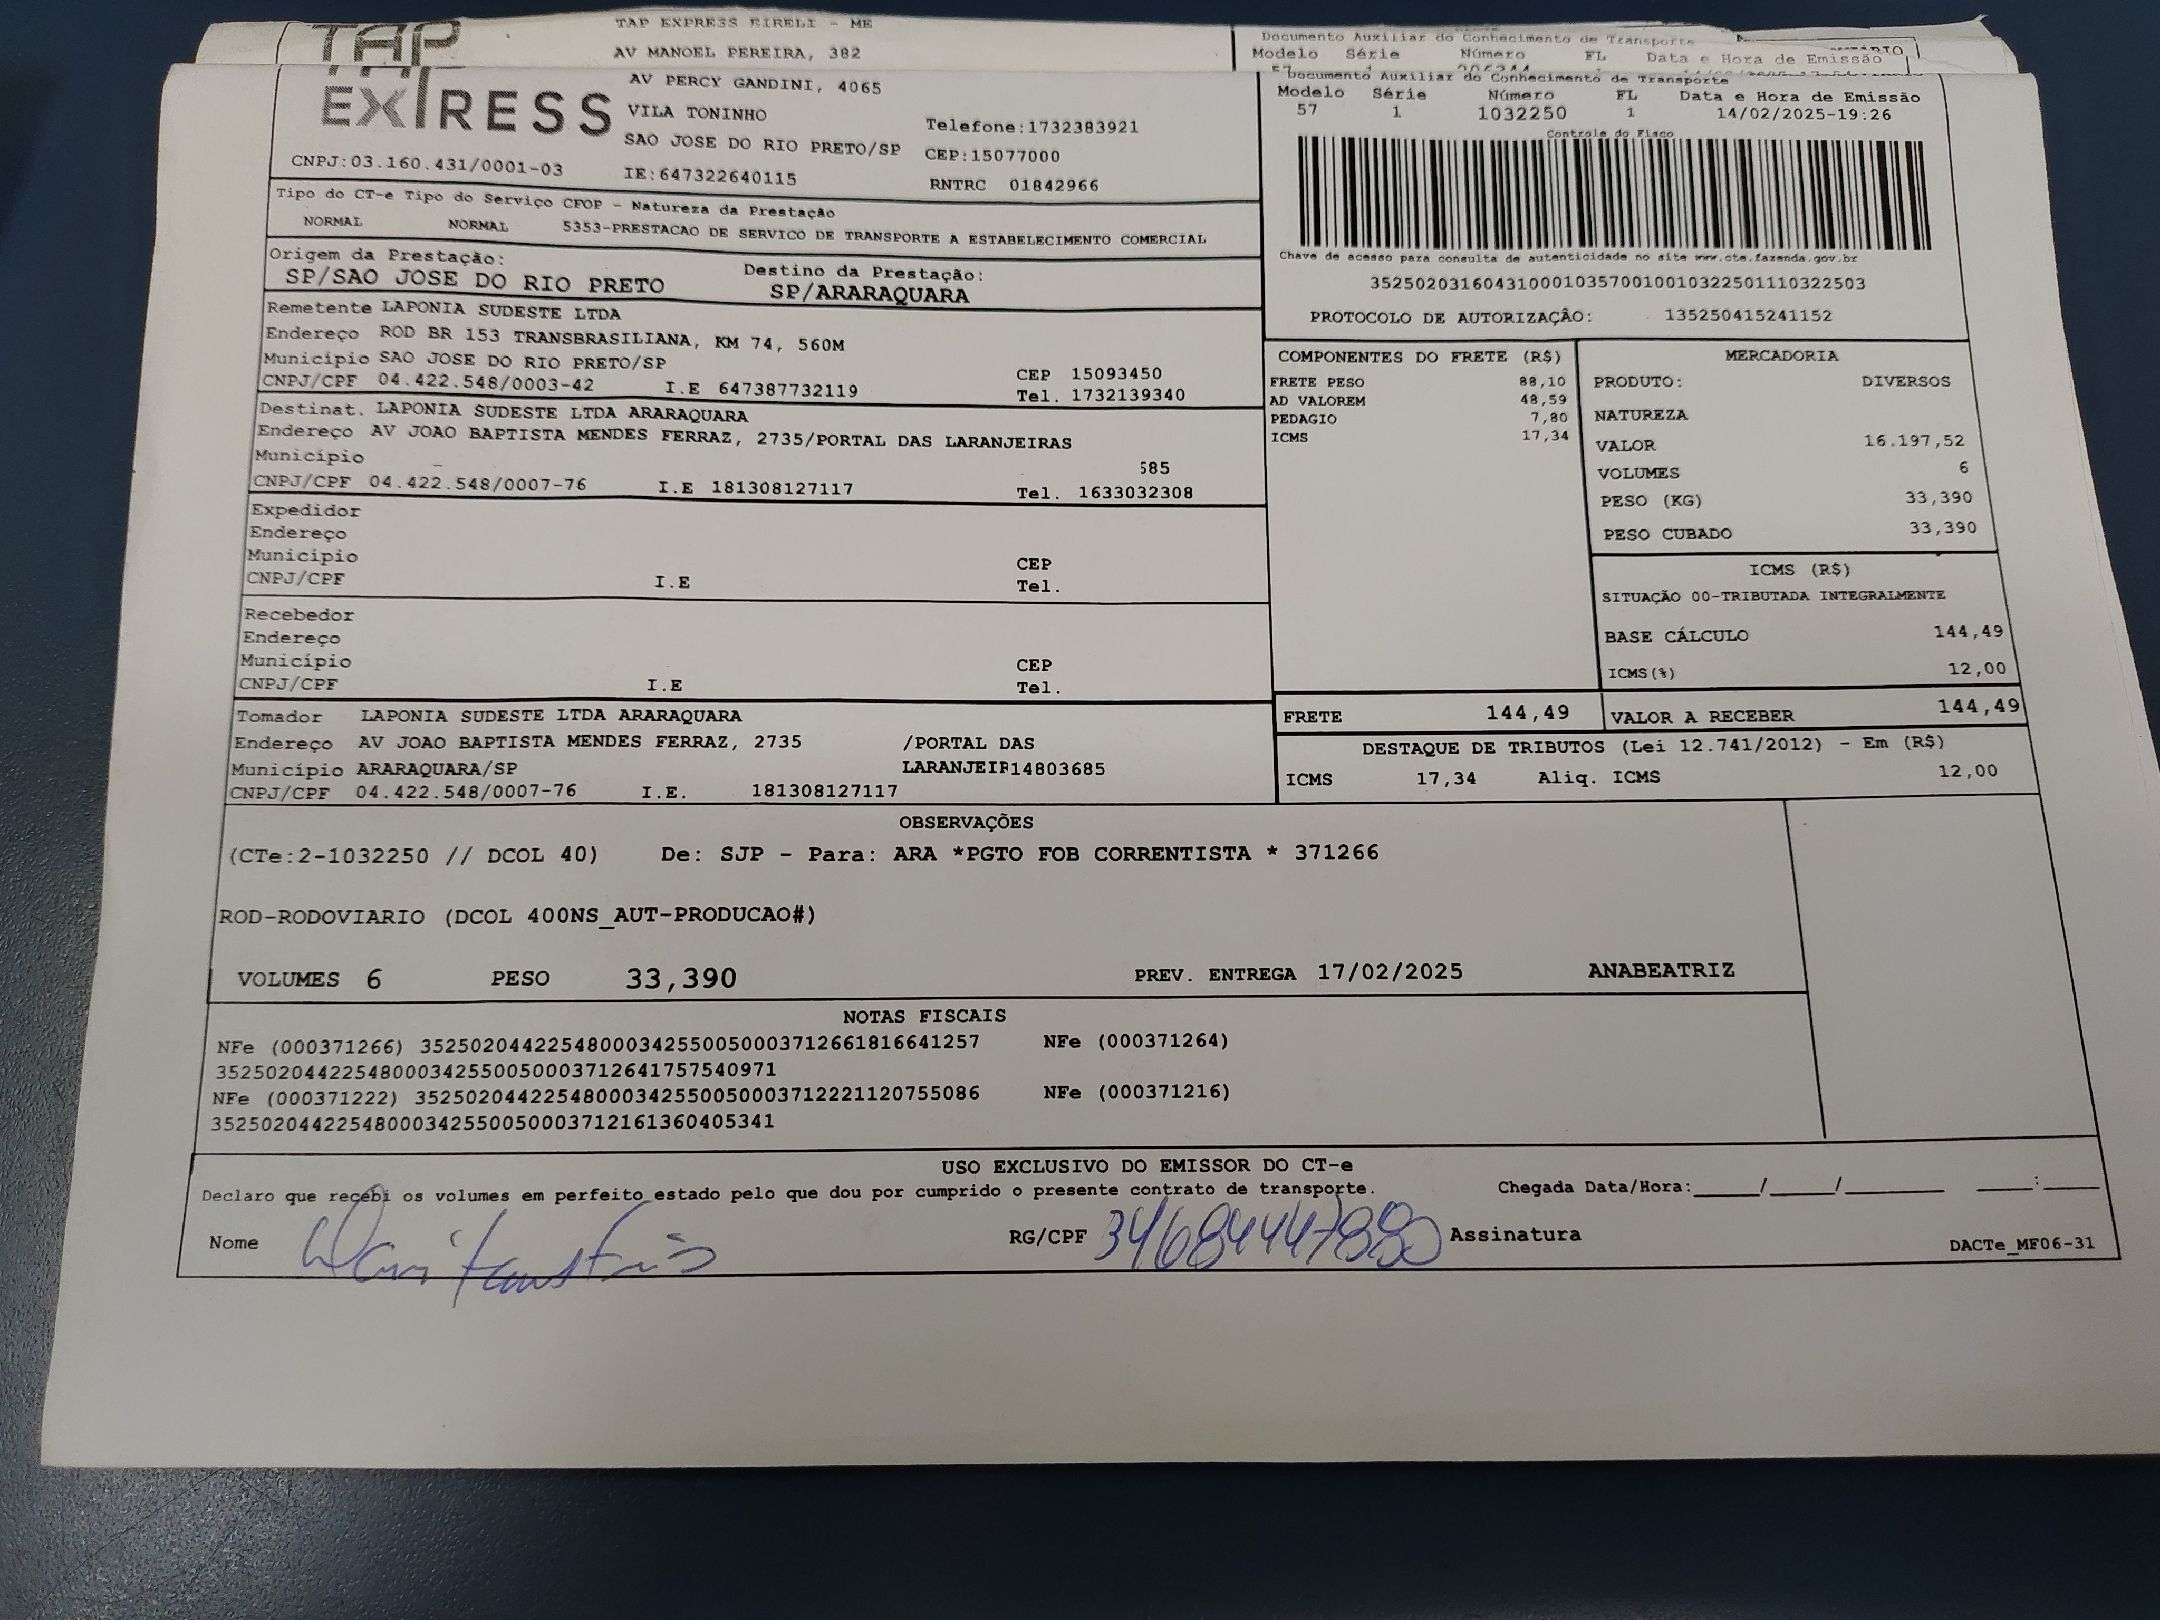 TAP EXPRESS EIRELI - ME
AV MANOEL PEREIRA, 382
Documento Auxiliar do Conhecimento de Transporte
Modelo Série Número FL Data e Hora de Emissão
TAP
EXPRESS
AV PERCY GANDINI, 4065
VILA TONINHO
SAO JOSE DO RIO PRETO/SP
Telefone:1732383921
CEP:15077000
CNPJ:03.160.431/0001-03 IE:647322640115 RNTRC 01842966
Documento Auxiliar do Conhecimento de Transporte
Modelo Série Número FL Data e Hora de Emissão
57 1 1032250 1 14/02/2025-19:26
Controle do Fisco
Chave de acesso para consulta de autenticidade no site www.cte.fazenda.gov.br
35250203160431000103570010010322501110322503
PROTOCOLO DE AUTORIZAÇÃO: 135250415241152
Tipo do CT-e Tipo do Serviço CFOP - Natureza da Prestação
NORMAL NORMAL 5353-PRESTACAO DE SERVICO DE TRANSPORTE A ESTABELECIMENTO COMERCIAL
Origem da Prestação: Destino da Prestação:
SP/SAO JOSE DO RIO PRETO SP/ARARAQUARA
Remetente LAPONIA SUDESTE LTDA
Endereço ROD BR 153 TRANSBRASILIANA, KM 74, 560M
Município SAO JOSE DO RIO PRETO/SP CEP 15093450
CNPJ/CPF 04.422.548/0003-42 I.E 647387732119 Tel. 1732139340
Destinat. LAPONIA SUDESTE LTDA ARARAQUARA
Endereço AV JOAO BAPTISTA MENDES FERRAZ, 2735/PORTAL DAS LARANJEIRAS
Município 585
CNPJ/CPF 04.422.548/0007-76 I.E 181308127117 Tel. 1633032308
Expedidor
Endereço
Município CEP
CNPJ/CPF I.E Tel.
Recebedor
Endereço
Município CEP
CNPJ/CPF I.E Tel.
Tomador LAPONIA SUDESTE LTDA ARARAQUARA
Endereço AV JOAO BAPTISTA MENDES FERRAZ, 2735 /PORTAL DAS
Município ARARAQUARA/SP LARANJEIR14803685
CNPJ/CPF 04.422.548/0007-76 I.E. 181308127117
COMPONENTES DO FRETE (R$)
FRETE PESO 88,10
AD VALOREM 48,59
PEDAGIO 7,80
ICMS 17,34
MERCADORIA
PRODUTO: DIVERSOS
NATUREZA
VALOR 16.197,52
VOLUMES 6
PESO (KG) 33,390
PESO CUBADO 33,390
ICMS (R$)
SITUAÇÃO 00-TRIBUTADA INTEGRALMENTE
BASE CÁLCULO 144,49
ICMS(%) 12,00
FRETE 144,49 VALOR A RECEBER 144,49
DESTAQUE DE TRIBUTOS (Lei 12.741/2012) - Em (R$)
ICMS 17,34 Aliq. ICMS 12,00
OBSERVAÇÕES
(CTe:2-1032250 // DCOL 40) De: SJP - Para: ARA *PGTO FOB CORRENTISTA * 371266
ROD-RODOVIARIO (DCOL 400NS_AUT-PRODUCAO#)
VOLUMES 6 PESO 33,390 PREV. ENTREGA 17/02/2025 ANABEATRIZ
NOTAS FISCAIS
NFe (000371266) 35250204422548000342550050003712661816641257 NFe (000371264)
35250204422548000342550050003712641757540971
NFe (000371222) 35250204422548000342550050003712221120755086 NFe (000371216)
35250204422548000342550050003712161360405341
USO EXCLUSIVO DO EMISSOR DO CT-e
Declaro que recebi os volumes em perfeito estado pelo que dou por cumprido o presente contrato de transporte. Chegada Data/Hora:_____/_____/_________ _____:_____
Nome RG/CPF 34684447880 Assinatura
DACTe_MF06-31